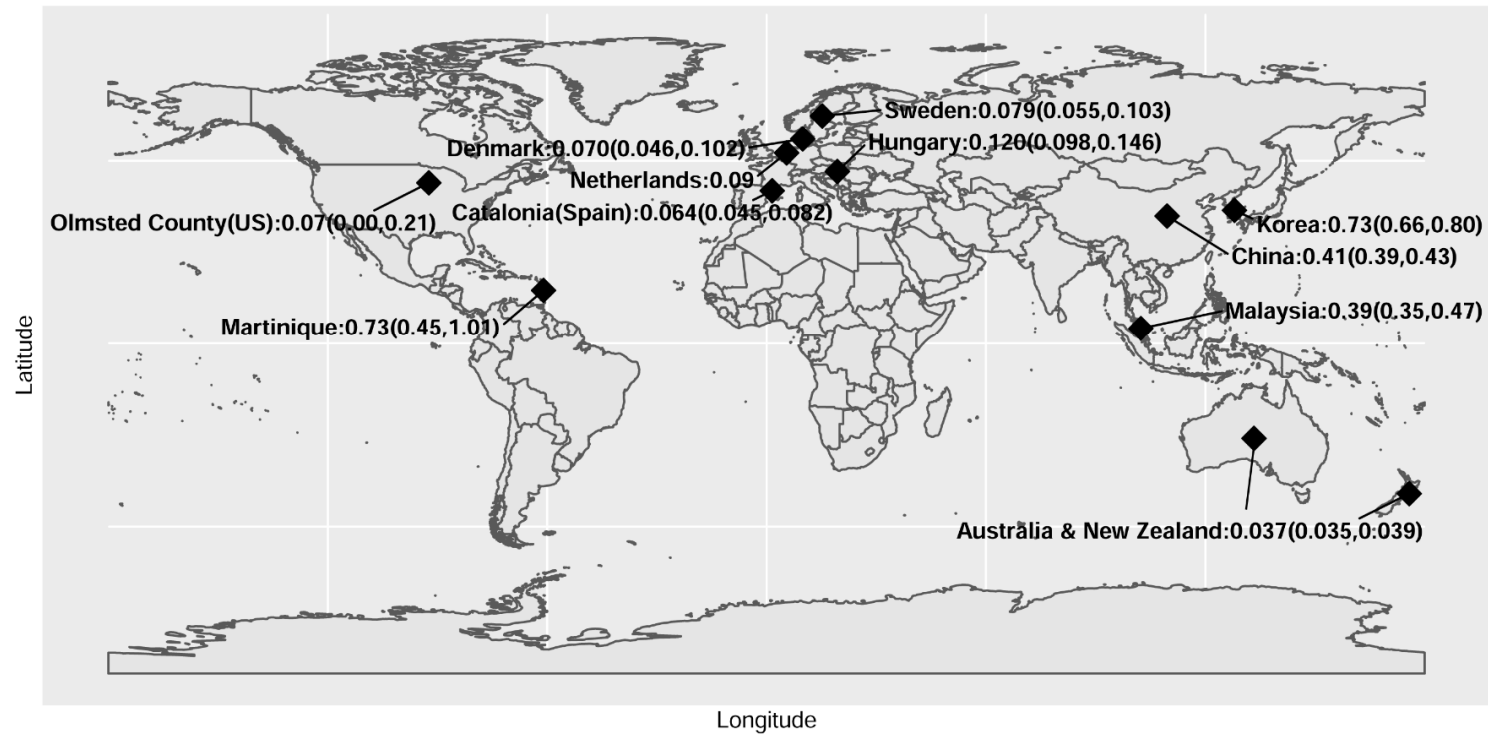 Sweden:0.079(0.055,0.103)
Denmark:0.070(0.046,0.102)
Hungary:0.120(0.098,0.146)
Netherlands:0.09
Catalonia(Spain):0.064(0.045,0.082)
Olmsted County(US):0.07(0.00,0.21)
Korea:0.73(0.66,0.80)
China:0.41(0.39,0.43)
Malaysia:0.39(0.35,0.47)
Martinique:0.73(0.45,1.01)
Latitude
Australia & New Zealand:0.037(0.035,0.039)
Longitude